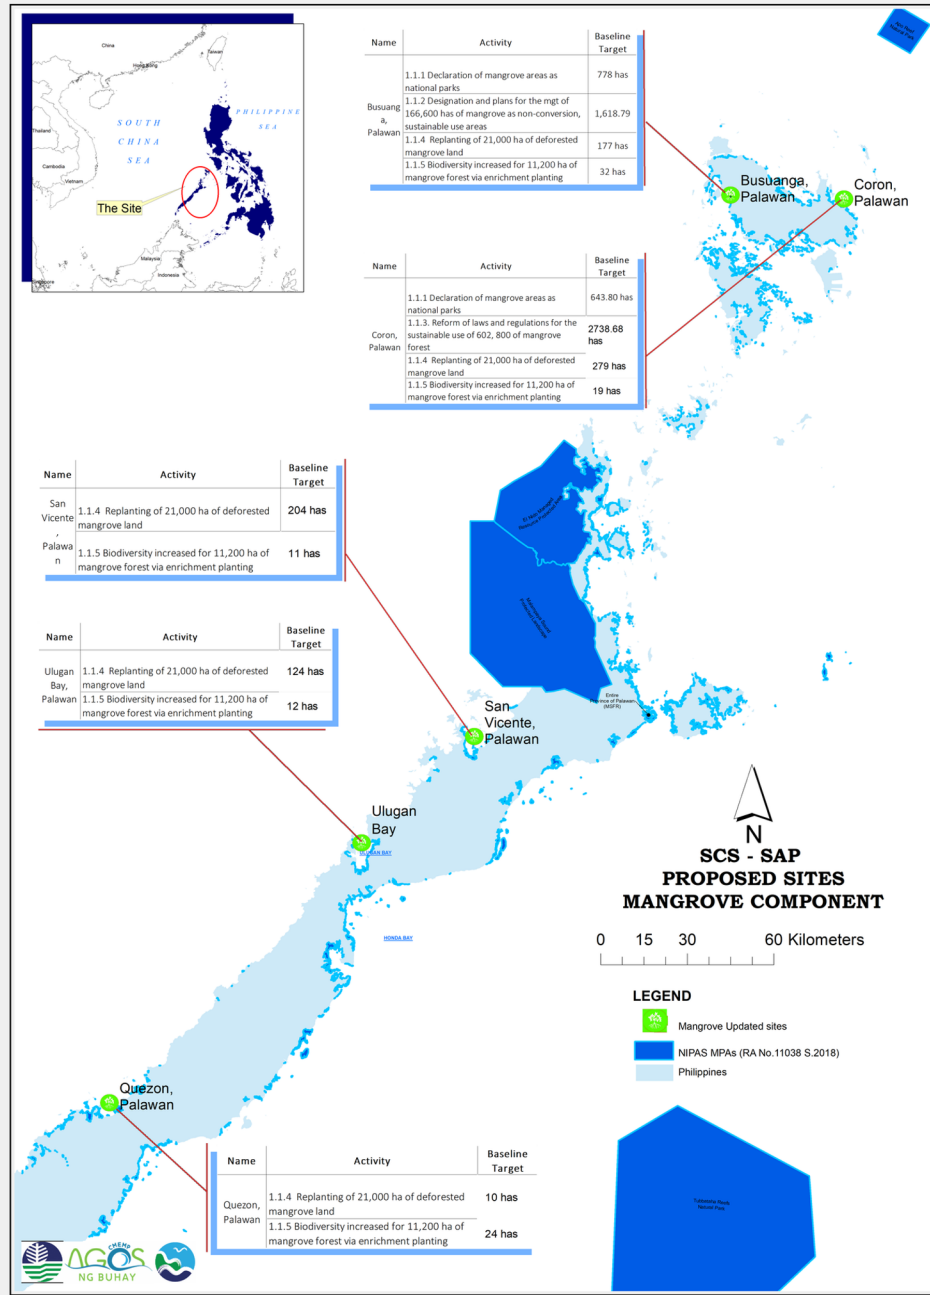 China
Taiwan
Hong Kong
PHILIPPINE
SEA
SOUTH
CHINA
SEA
Thailand
Cambodia
Vietnam
The Site
Malaysia
Indonesia
Name Activity Baseline
Target
Busuang
a,
Palawan
1.1.1 Declaration of mangrove areas as
national parks
778 has
1.1.2 Designation and plans for the mgt of
166,600 has of mangrove as non-conversion,
sustainable use areas
1,618.79
1.1.4 Replanting of 21,000 ha of deforested
mangrove land
177 has
1.1.5 Biodiversity increased for 11,200 ha of
mangrove forest via enrichment planting
32 has
Busuanga,
Palawan
Coron,
Palawan
Name Activity Baseline
Target
Coron,
Palawan
1.1.1 Declaration of mangrove areas as
national parks
643.80 has
1.1.3. Reform of laws and regulations for the
sustainable use of 602, 800 of mangrove
forest
2738.68
has
1.1.4 Replanting of 21,000 ha of deforested
mangrove land
279 has
1.1.5 Biodiversity increased for 11,200 ha of
mangrove forest via enrichment planting
19 has
Name Activity Baseline
Target
San
Vicente
,
Palawa
n
1.1.4 Replanting of 21,000 ha of deforested
mangrove land
204 has
1.1.5 Biodiversity increased for 11,200 ha of
mangrove forest via enrichment planting
11 has
Name Activity Baseline
Target
Ulugan
Bay,
Palawan
1.1.4 Replanting of 21,000 ha of deforested
mangrove land
124 has
1.1.5 Biodiversity increased for 11,200 ha of
mangrove forest via enrichment planting
12 has
Entire
Province of Palawan
(MSFR)
San
Vicente,
Palawan
Ulugan
Bay
ULUGAN BAY
HONDA BAY
N
SCS - SAP
PROPOSED SITES
MANGROVE COMPONENT
0 15 30 60 Kilometers
LEGEND
Mangrove Updated sites
NIPAS MPAs (RA No.11038 S.2018)
Philippines
Quezon,
Palawan
Name Activity Baseline
Target
Quezon,
Palawan
1.1.4 Replanting of 21,000 ha of deforested
mangrove land
10 has
1.1.5 Biodiversity increased for 11,200 ha of
mangrove forest via enrichment planting
24 has
CMEMP
AGOS
NG BUHAY